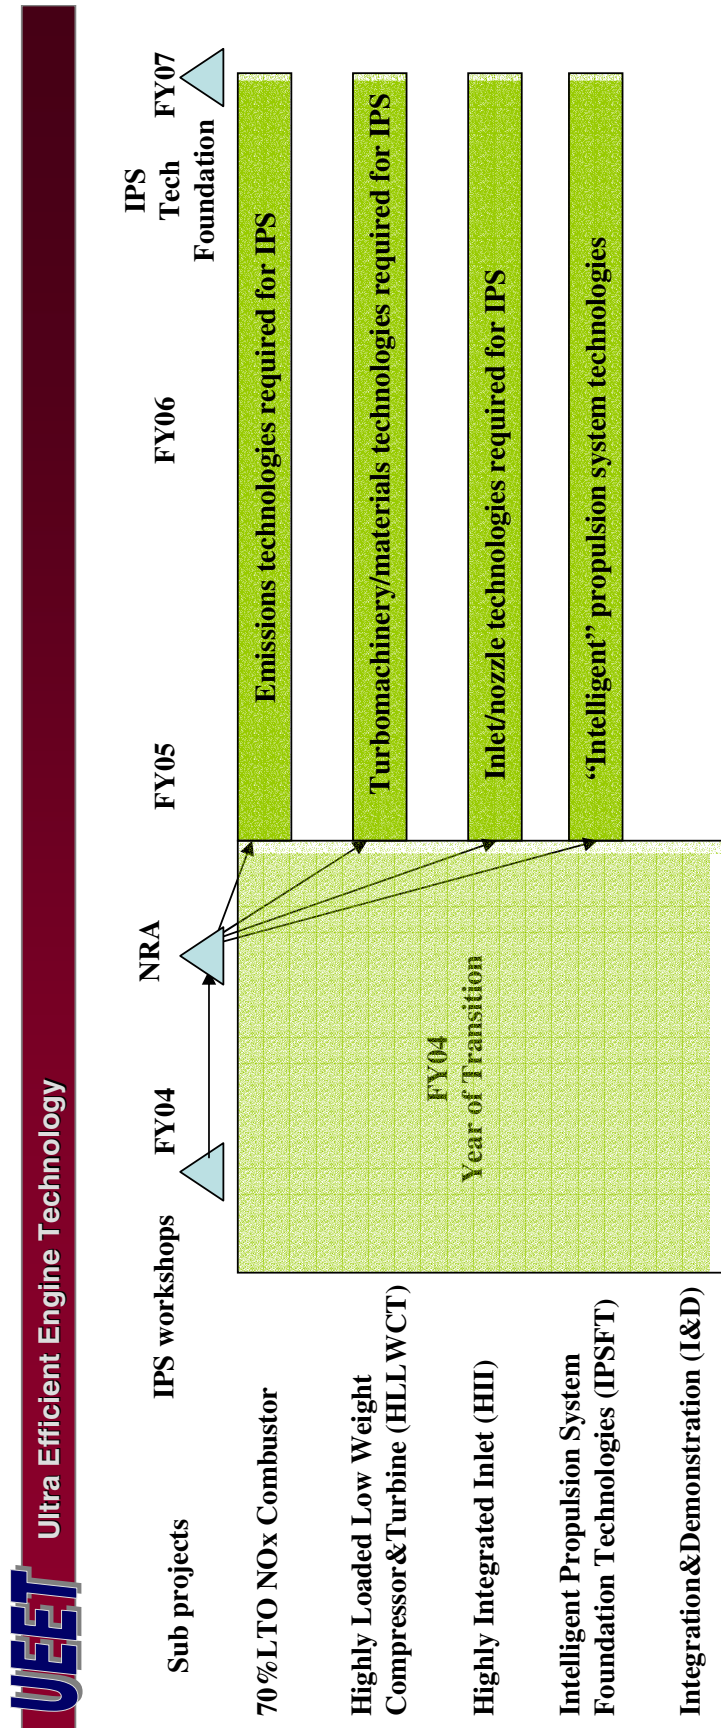 UEET
Ultra Efficient Engine Technology
Sub projects
IPS workshops
FY04
NRA
FY05
FY06
IPS
Tech
Foundation
FY07
70%LTO NOx Combustor
Emissions technologies required for IPS
Highly Loaded Low Weight
Compressor&Turbine (HLLWCT)
Turbomachinery/materials technologies required for IPS
FY04
Year of Transition
Highly Integrated Inlet (HII)
Inlet/nozzle technologies required for IPS
Intelligent Propulsion System
Foundation Technologies (IPSFT)
“Intelligent” propulsion system technologies
Integration&Demonstration (I&D)